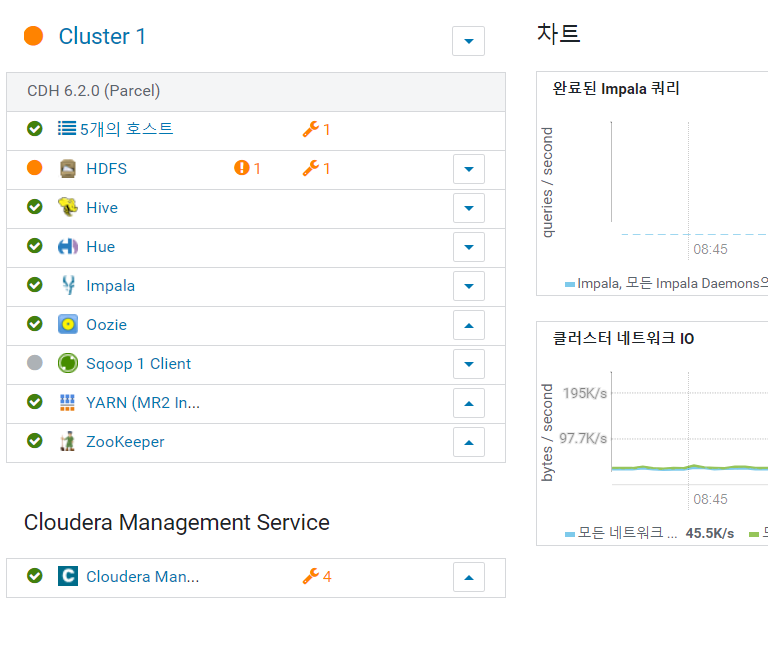 Cluster 1
CDH 6.2.0 (Parcel)
5개의 호스트 1
HDFS 1 1
Hive
Hue
Impala
Oozie
Sqoop 1 Client
YARN (MR2 In...
ZooKeeper
Cloudera Management Service
Cloudera Man... 4
차트
완료된 Impala 쿼리
queries / second
08:45
Impala, 모든 Impala Daemons의
클러스터 네트워크 IO
bytes / second
195K/s
97.7K/s
08:45
모든 네트워크 ... 45.5K/s